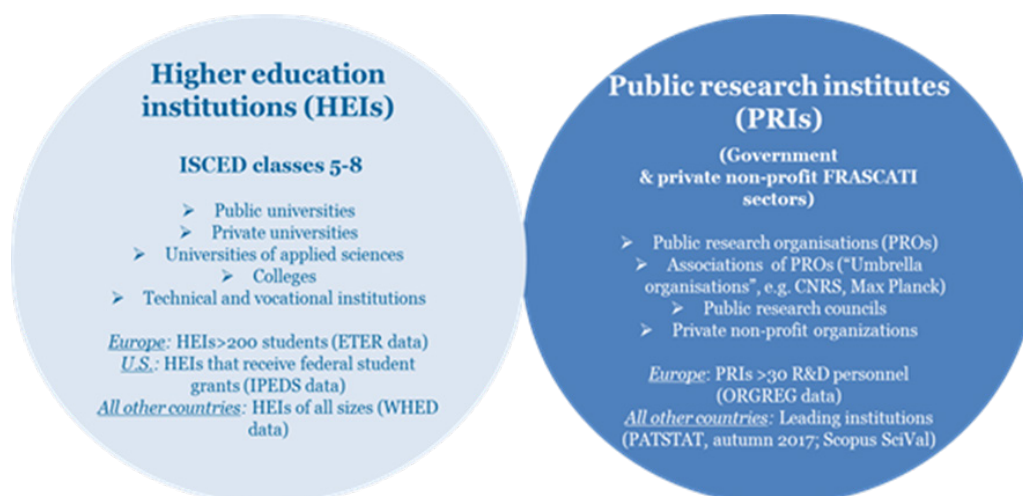 Higher education
institutions (HEIs)
ISCED classes 5-8
➢ Public universities
➢ Private universities
➢ Universities of applied sciences
➢ Colleges
➢ Technical and vocational institutions
Europe: HEIs>200 students (ETER data)
U.S.: HEIs that receive federal student
grants (IPEDS data)
All other countries: HEIs of all sizes (WHED
data)
Public research institutes
(PRIs)
(Government
& private non-profit FRASCATI
sectors)
➢ Public research organisations (PROs)
➢ Associations of PROs (“Umbrella
organisations”, e.g. CNRS, Max Planck)
➢ Public research councils
➢ Private non-profit organizations
Europe: PRIs >30 R&D personnel
(ORGREG data)
All other countries: Leading institutions
(PATSTAT, autumn 2017; Scopus SciVal)